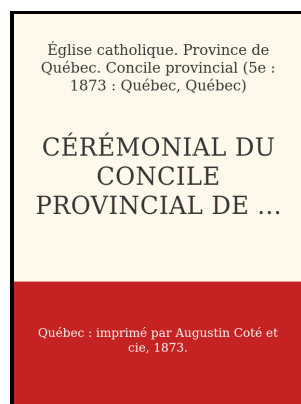 Église catholique. Province de
Québec. Concile provincial (5e :
1873 : Québec, Québec)
CÉRÉMONIAL DU
CONCILE
PROVINCIAL DE ...
Québec : imprimé par Augustin Coté et
cie, 1873.